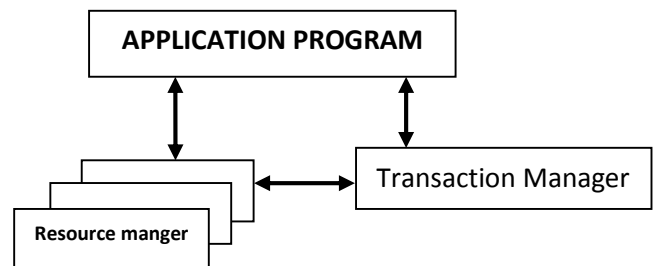 APPLICATION PROGRAM
Transaction Manager
Resource manger